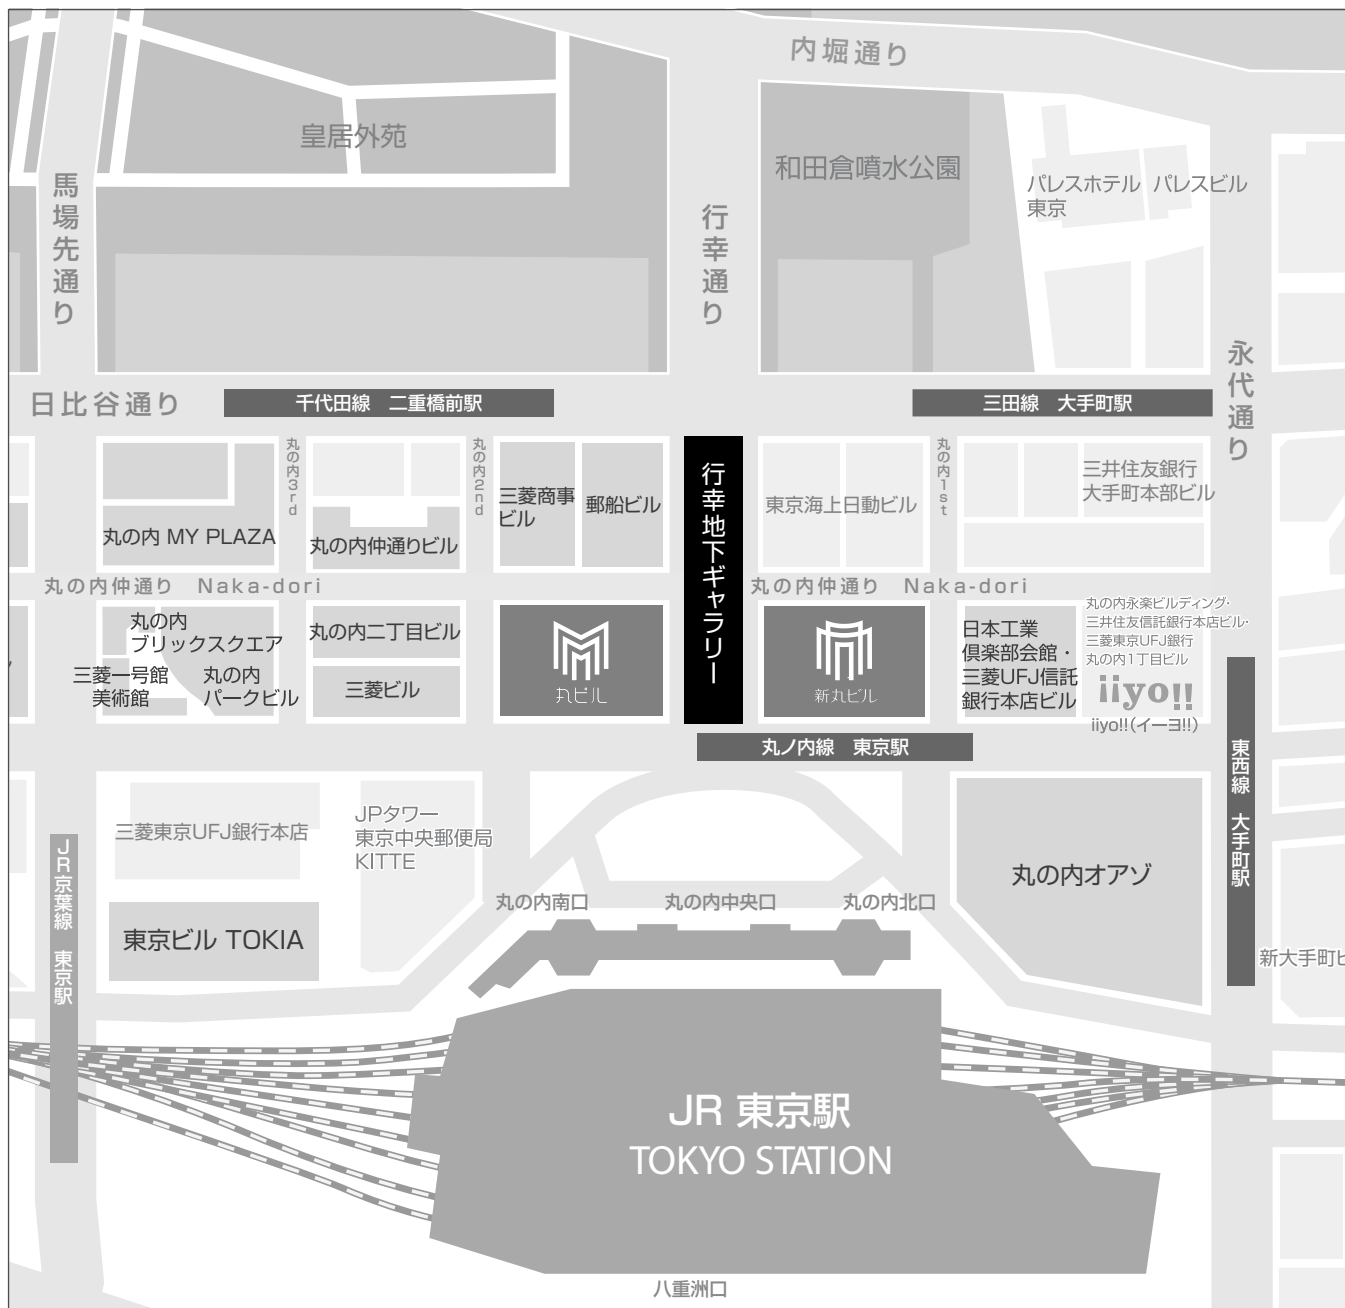 内堀通り
皇居外苑
和田倉噴水公園
パレスホテル
東京
パレスビル
馬場先通り
行幸通り
永代通り
日比谷通り
千代田線 二重橋前駅
三田線 大手町駅
丸の内3rd
丸の内2nd
丸の内1st
丸の内 MY PLAZA
丸の内仲通りビル
三菱商事
ビル
郵船ビル
行幸地下ギャラリー
東京海上日動ビル
三井住友銀行
大手町本部ビル
丸の内仲通り Naka-dori
丸の内仲通り Naka-dori
丸の内
ブリックスクエア
三菱一号館
美術館
丸の内
パークビル
丸の内二丁目ビル
三菱ビル
丸ビル
新丸ビル
日本工業
倶楽部会館・
三菱UFJ信託
銀行本店ビル
丸の内永楽ビルディング・
三井住友信託銀行本店ビル・
三菱東京UFJ銀行
丸の内1丁目ビル
iiyo!!
iiyo!!(イーヨ!!)
丸ノ内線 東京駅
東西線 大手町駅
三菱東京UFJ銀行本店
JPタワー
東京中央郵便局
KITTE
JR京葉線 東京駅
東京ビル TOKIA
丸の内南口
丸の内中央口
丸の内北口
丸の内オアゾ
新大手町ビ
JR 東京駅
TOKYO STATION
八重洲口